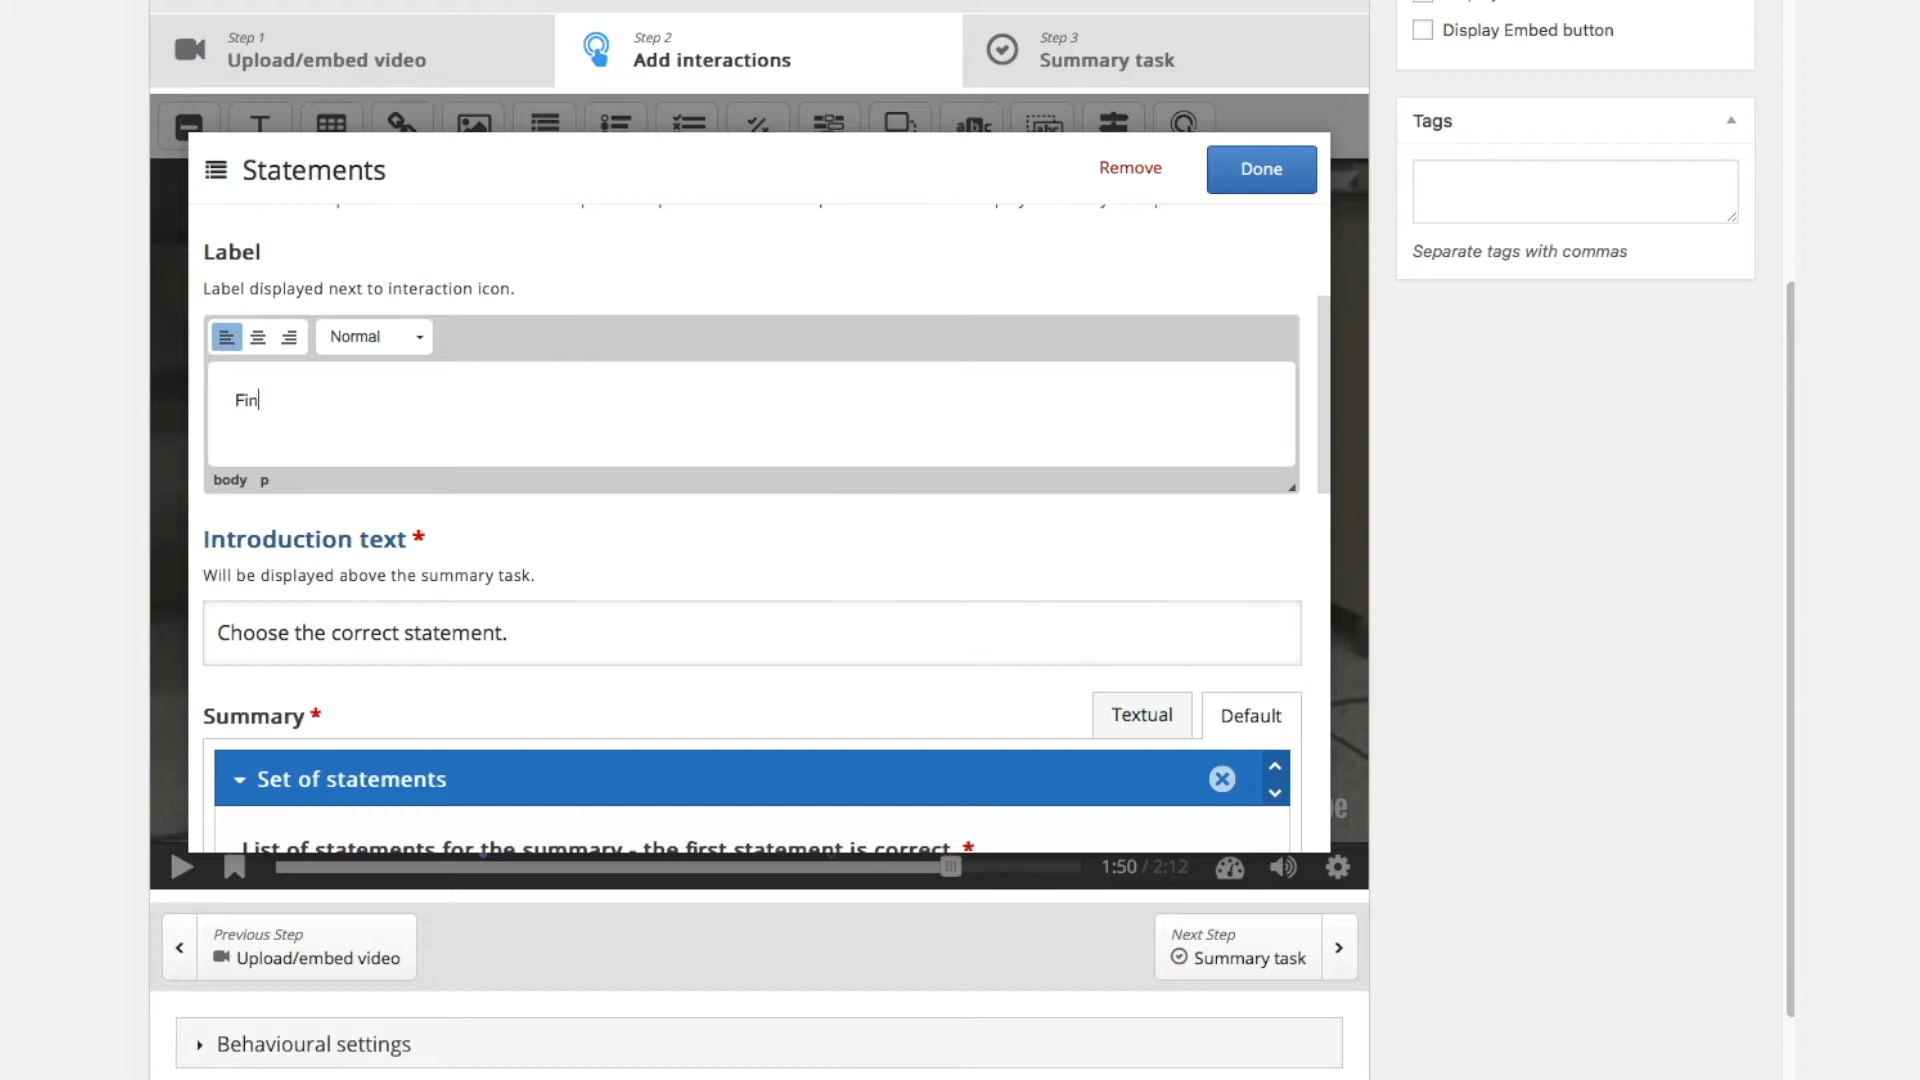 Step 1
Upload/embed video
Step 2
Add interactions
Step 3
Summary task
Display Embed button
Tags
Separate tags with commas
T
abc
abc
Statements
Remove
Done
Label
Label displayed next to interaction icon.
Normal
Fin
body p
Introduction text *
Will be displayed above the summary task.
Choose the correct statement.
Summary *
Textual
Default
Set of statements
List of statements for the summary - the first statement is correct. *
1:50 / 2:12
Previous Step
Upload/embed video
Next Step
Summary task
Behavioural settings